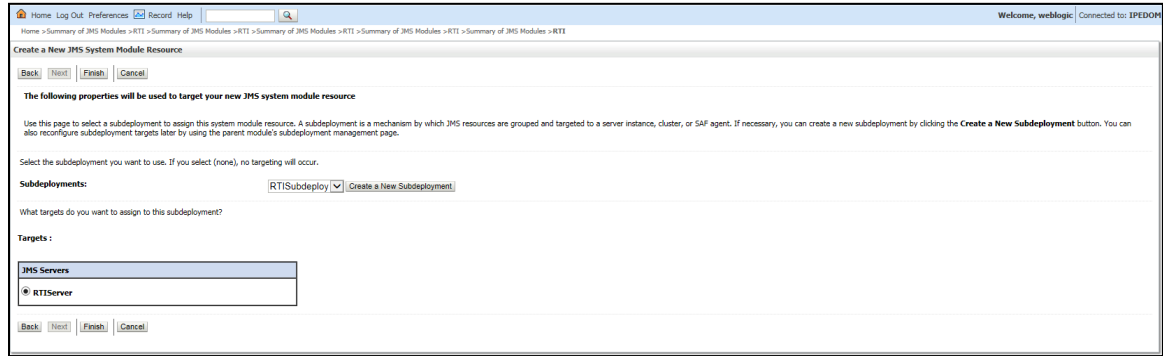 Home Log Out Preferences Record Help
Welcome, weblogic Connected to: IPEDOM
Home >Summary of JMS Modules >RTI >Summary of JMS Modules >RTI >Summary of JMS Modules >RTI >Summary of JMS Modules >RTI >Summary of JMS Modules >RTI
Create a New JMS System Module Resource
Back Next Finish Cancel
The following properties will be used to target your new JMS system module resource
Use this page to select a subdeployment to assign this system module resource. A subdeployment is a mechanism by which JMS resources are grouped and targeted to a server instance, cluster, or SAF agent. If necessary, you can create a new subdeployment by clicking the Create a New Subdeployment button. You can
also reconfigure subdeployment targets later by using the parent module's subdeployment management page.
Select the subdeployment you want to use. If you select (none), no targeting will occur.
Subdeployments: RTISubdeploy Create a New Subdeployment
What targets do you want to assign to this subdeployment?
Targets :
JMS Servers
RTIServer
Back Next Finish Cancel